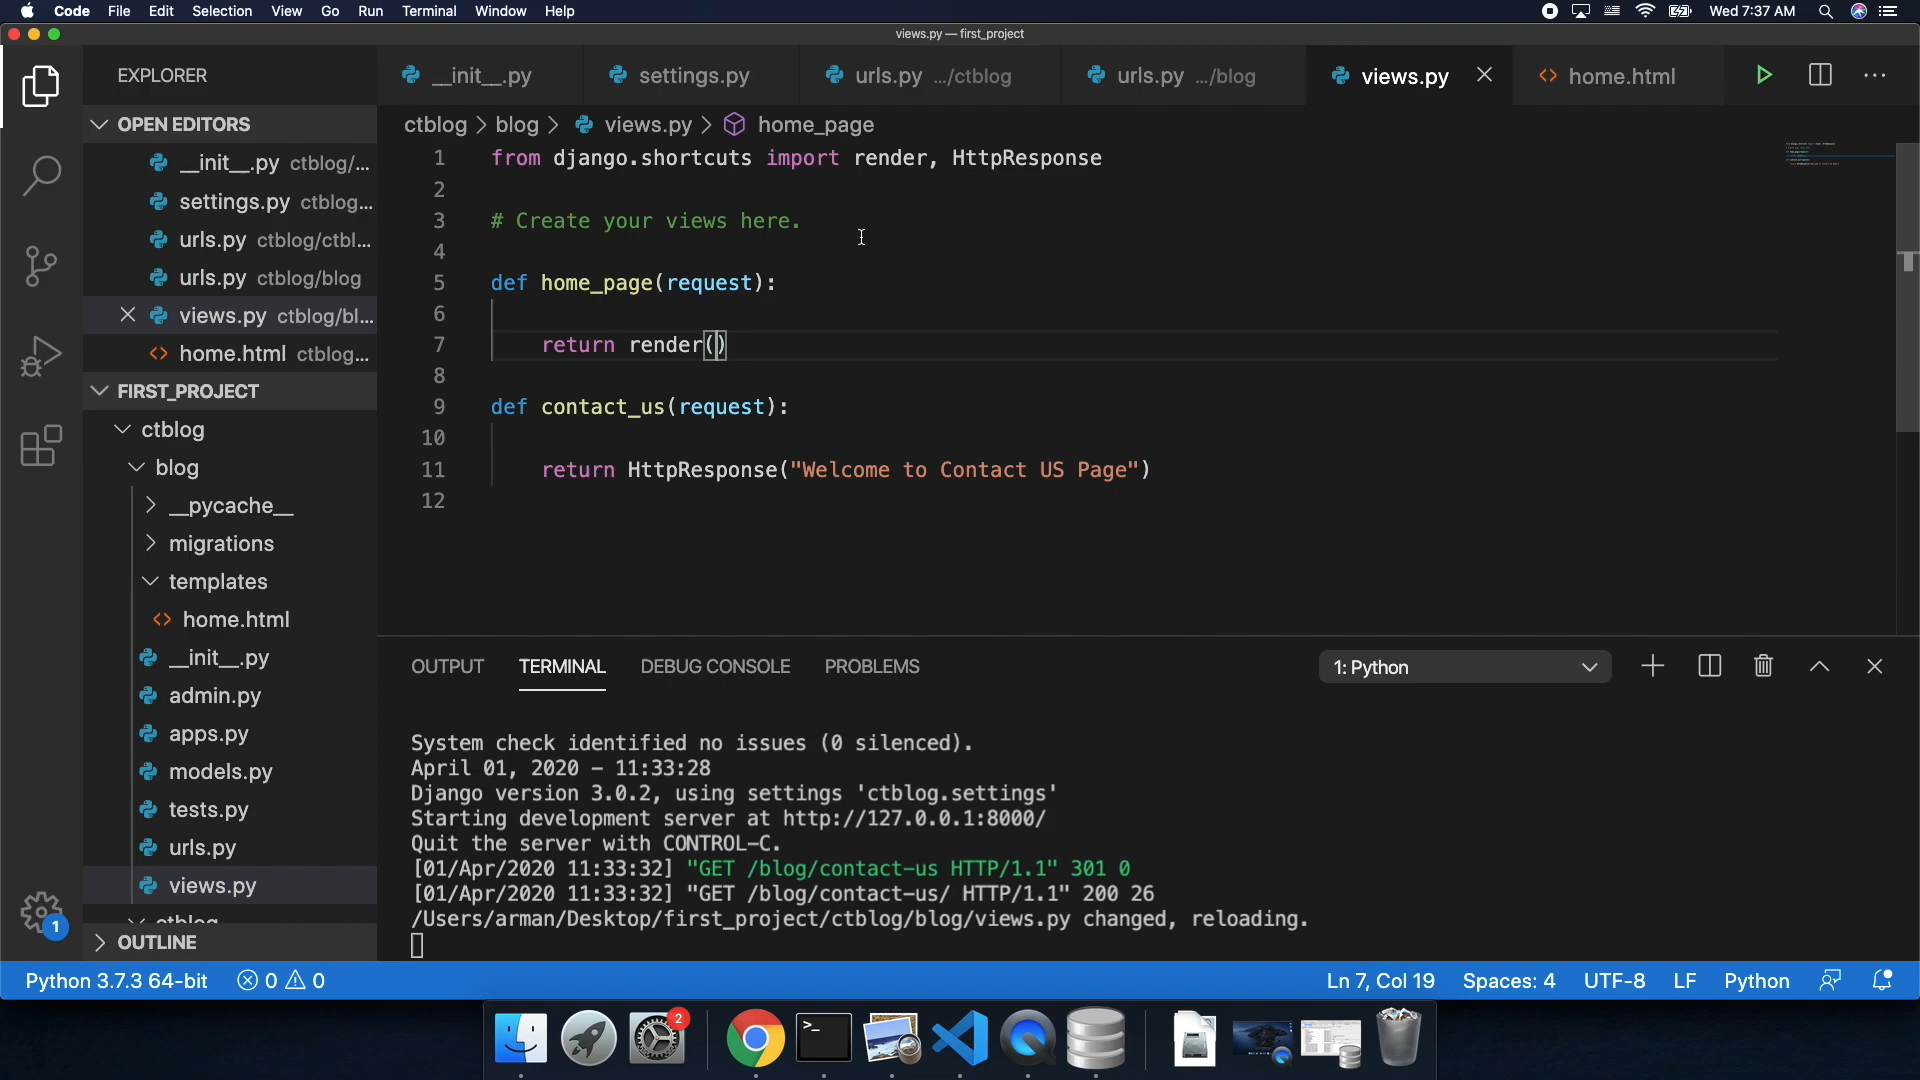 Code File Edit Selection View Go Run Terminal Window Help Wed 7:37 AM
views.py — first_project
EXPLORER
__init__.py settings.py urls.py .../ctblog urls.py .../blog views.py home.html
OPEN EDITORS
__init__.py ctblog/...
settings.py ctblog...
urls.py ctblog/ctbl...
urls.py ctblog/blog
views.py ctblog/bl...
home.html ctblog...
FIRST_PROJECT
ctblog
blog
__pycache__
migrations
templates
home.html
__init__.py
admin.py
apps.py
models.py
tests.py
urls.py
views.py
OUTLINE
ctblog > blog > views.py > home_page
1 from django.shortcuts import render, HttpResponse
2
3 # Create your views here.
4
5 def home_page(request):
6
7 return render()
8
9 def contact_us(request):
10
11 return HttpResponse("Welcome to Contact US Page")
12
OUTPUT TERMINAL DEBUG CONSOLE PROBLEMS 1: Python
System check identified no issues (0 silenced).
April 01, 2020 - 11:33:28
Django version 3.0.2, using settings 'ctblog.settings'
Starting development server at http://127.0.0.1:8000/
Quit the server with CONTROL-C.
[01/Apr/2020 11:33:32] "GET /blog/contact-us HTTP/1.1" 301 0
[01/Apr/2020 11:33:32] "GET /blog/contact-us/ HTTP/1.1" 200 26
/Users/arman/Desktop/first_project/ctblog/blog/views.py changed, reloading.
1
Python 3.7.3 64-bit 0 0 Ln 7, Col 19 Spaces: 4 UTF-8 LF Python
2